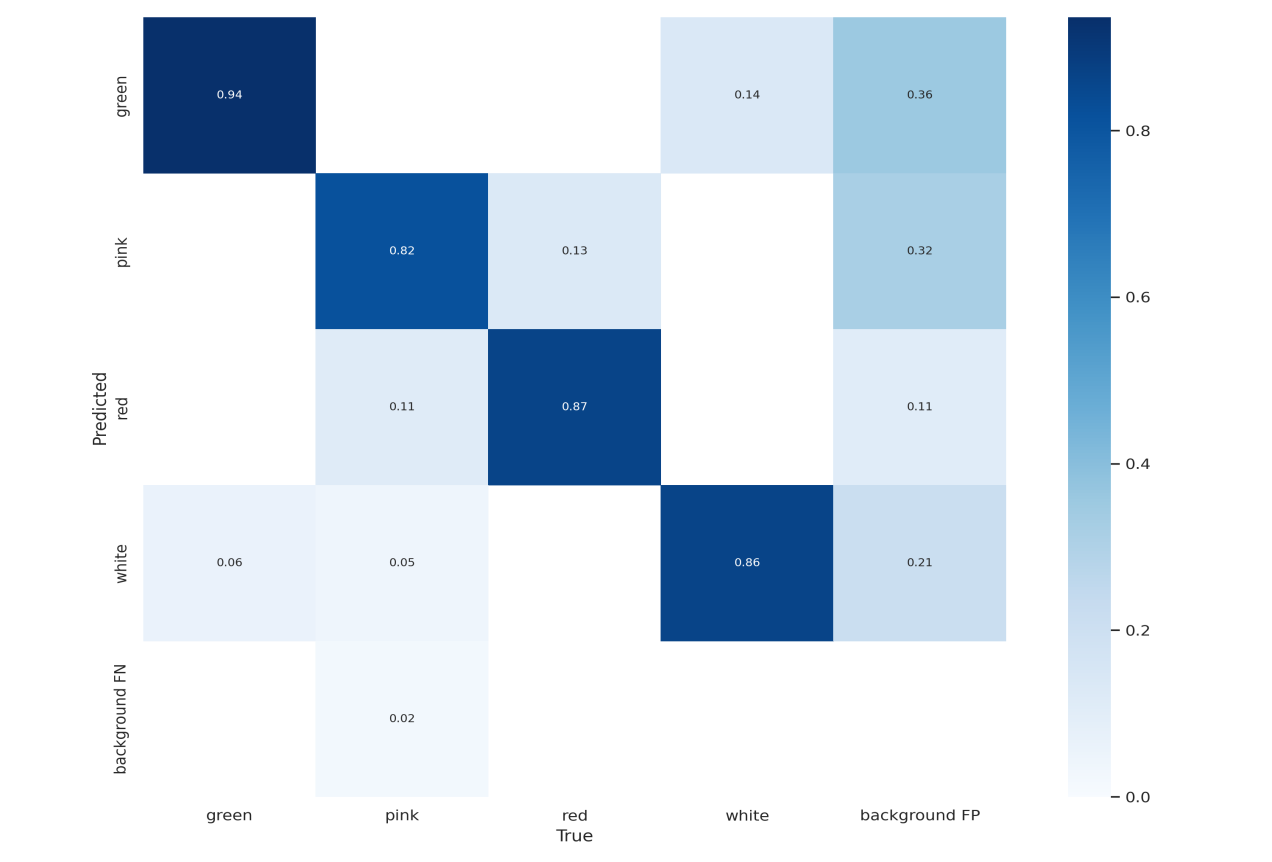 green 0.94 0.14 0.36
pink 0.82 0.13 0.32
red 0.11 0.87 0.11
white 0.06 0.05 0.86 0.21
background FN 0.02
Predicted
green pink red white background FP
True
0.8
0.6
0.4
0.2
0.0